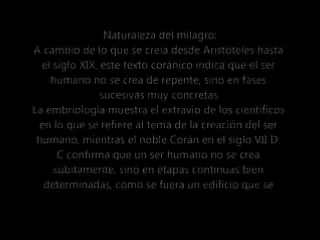 Naturaleza del milagro:
A cambio de lo que se creía desde Aristóteles hasta
el siglo XIX, este texto coránico indica que el ser
humano no se crea de repente, sino en fases
sucesivas muy concretas
La embriología muestra el extravío de los científicos
en lo que se refiere al tema de la creación del ser
humano, mientras el noble Corán en el siglo VII D.
C confirma que un ser humano no se crea
subitamente, sino en etapas continuas bien
determinadas, como se fuera un edificio que se